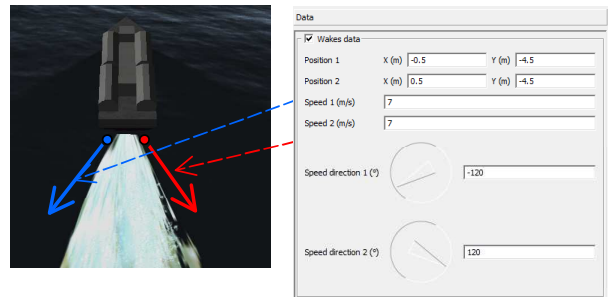 Data
Wakes data
Position 1 X (m) -0.5 Y (m) -4.5
Position 2 X (m) 0.5 Y (m) -4.5
Speed 1 (m/s) 7
Speed 2 (m/s) 7
Speed direction 1 (º) -120
Speed direction 2 (º) 120